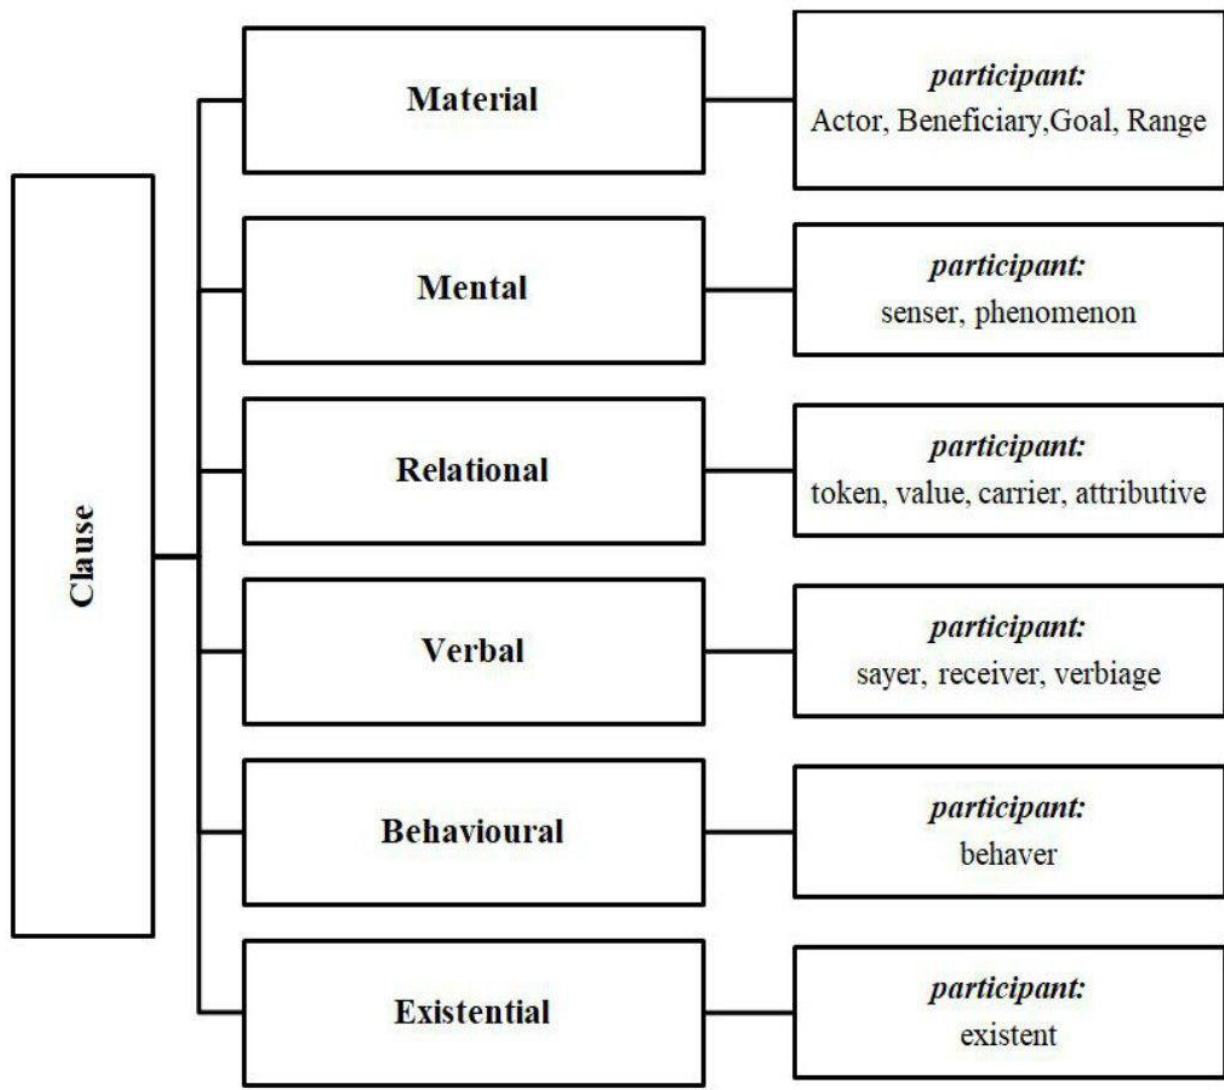 Clause
Material
participant:
Actor, Beneficiary,Goal, Range
Mental
participant:
senser, phenomenon
Relational
participant:
token, value, carrier, attributive
Verbal
participant:
sayer, receiver, verbiage
Behavioural
participant:
behaver
Existential
participant:
existent